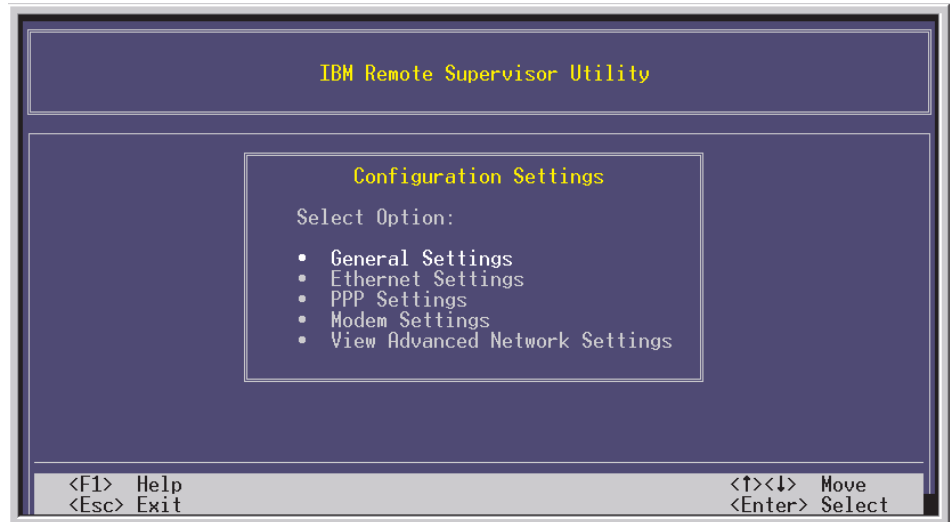 IBM Remote Supervisor Utility
Configuration Settings
Select Option:
• General Settings
• Ethernet Settings
• PPP Settings
• Modem Settings
• View Advanced Network Settings
<F1> Help <↑><↓> Move
<Esc> Exit <Enter> Select